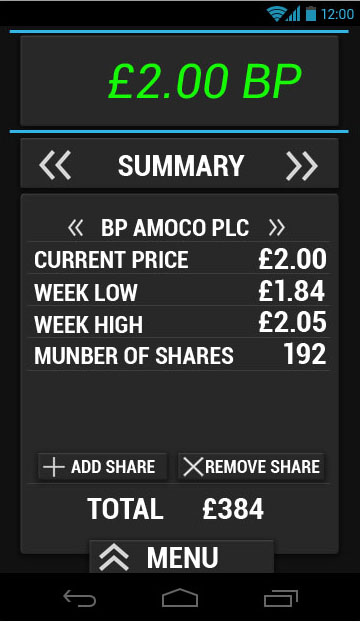 12:00
£2.00 BP
SUMMARY
BP AMOCO PLC
CURRENT PRICE £2.00
WEEK LOW £1.84
WEEK HIGH £2.05
MUNBER OF SHARES 192
ADD SHARE REMOVE SHARE
TOTAL £384
MENU